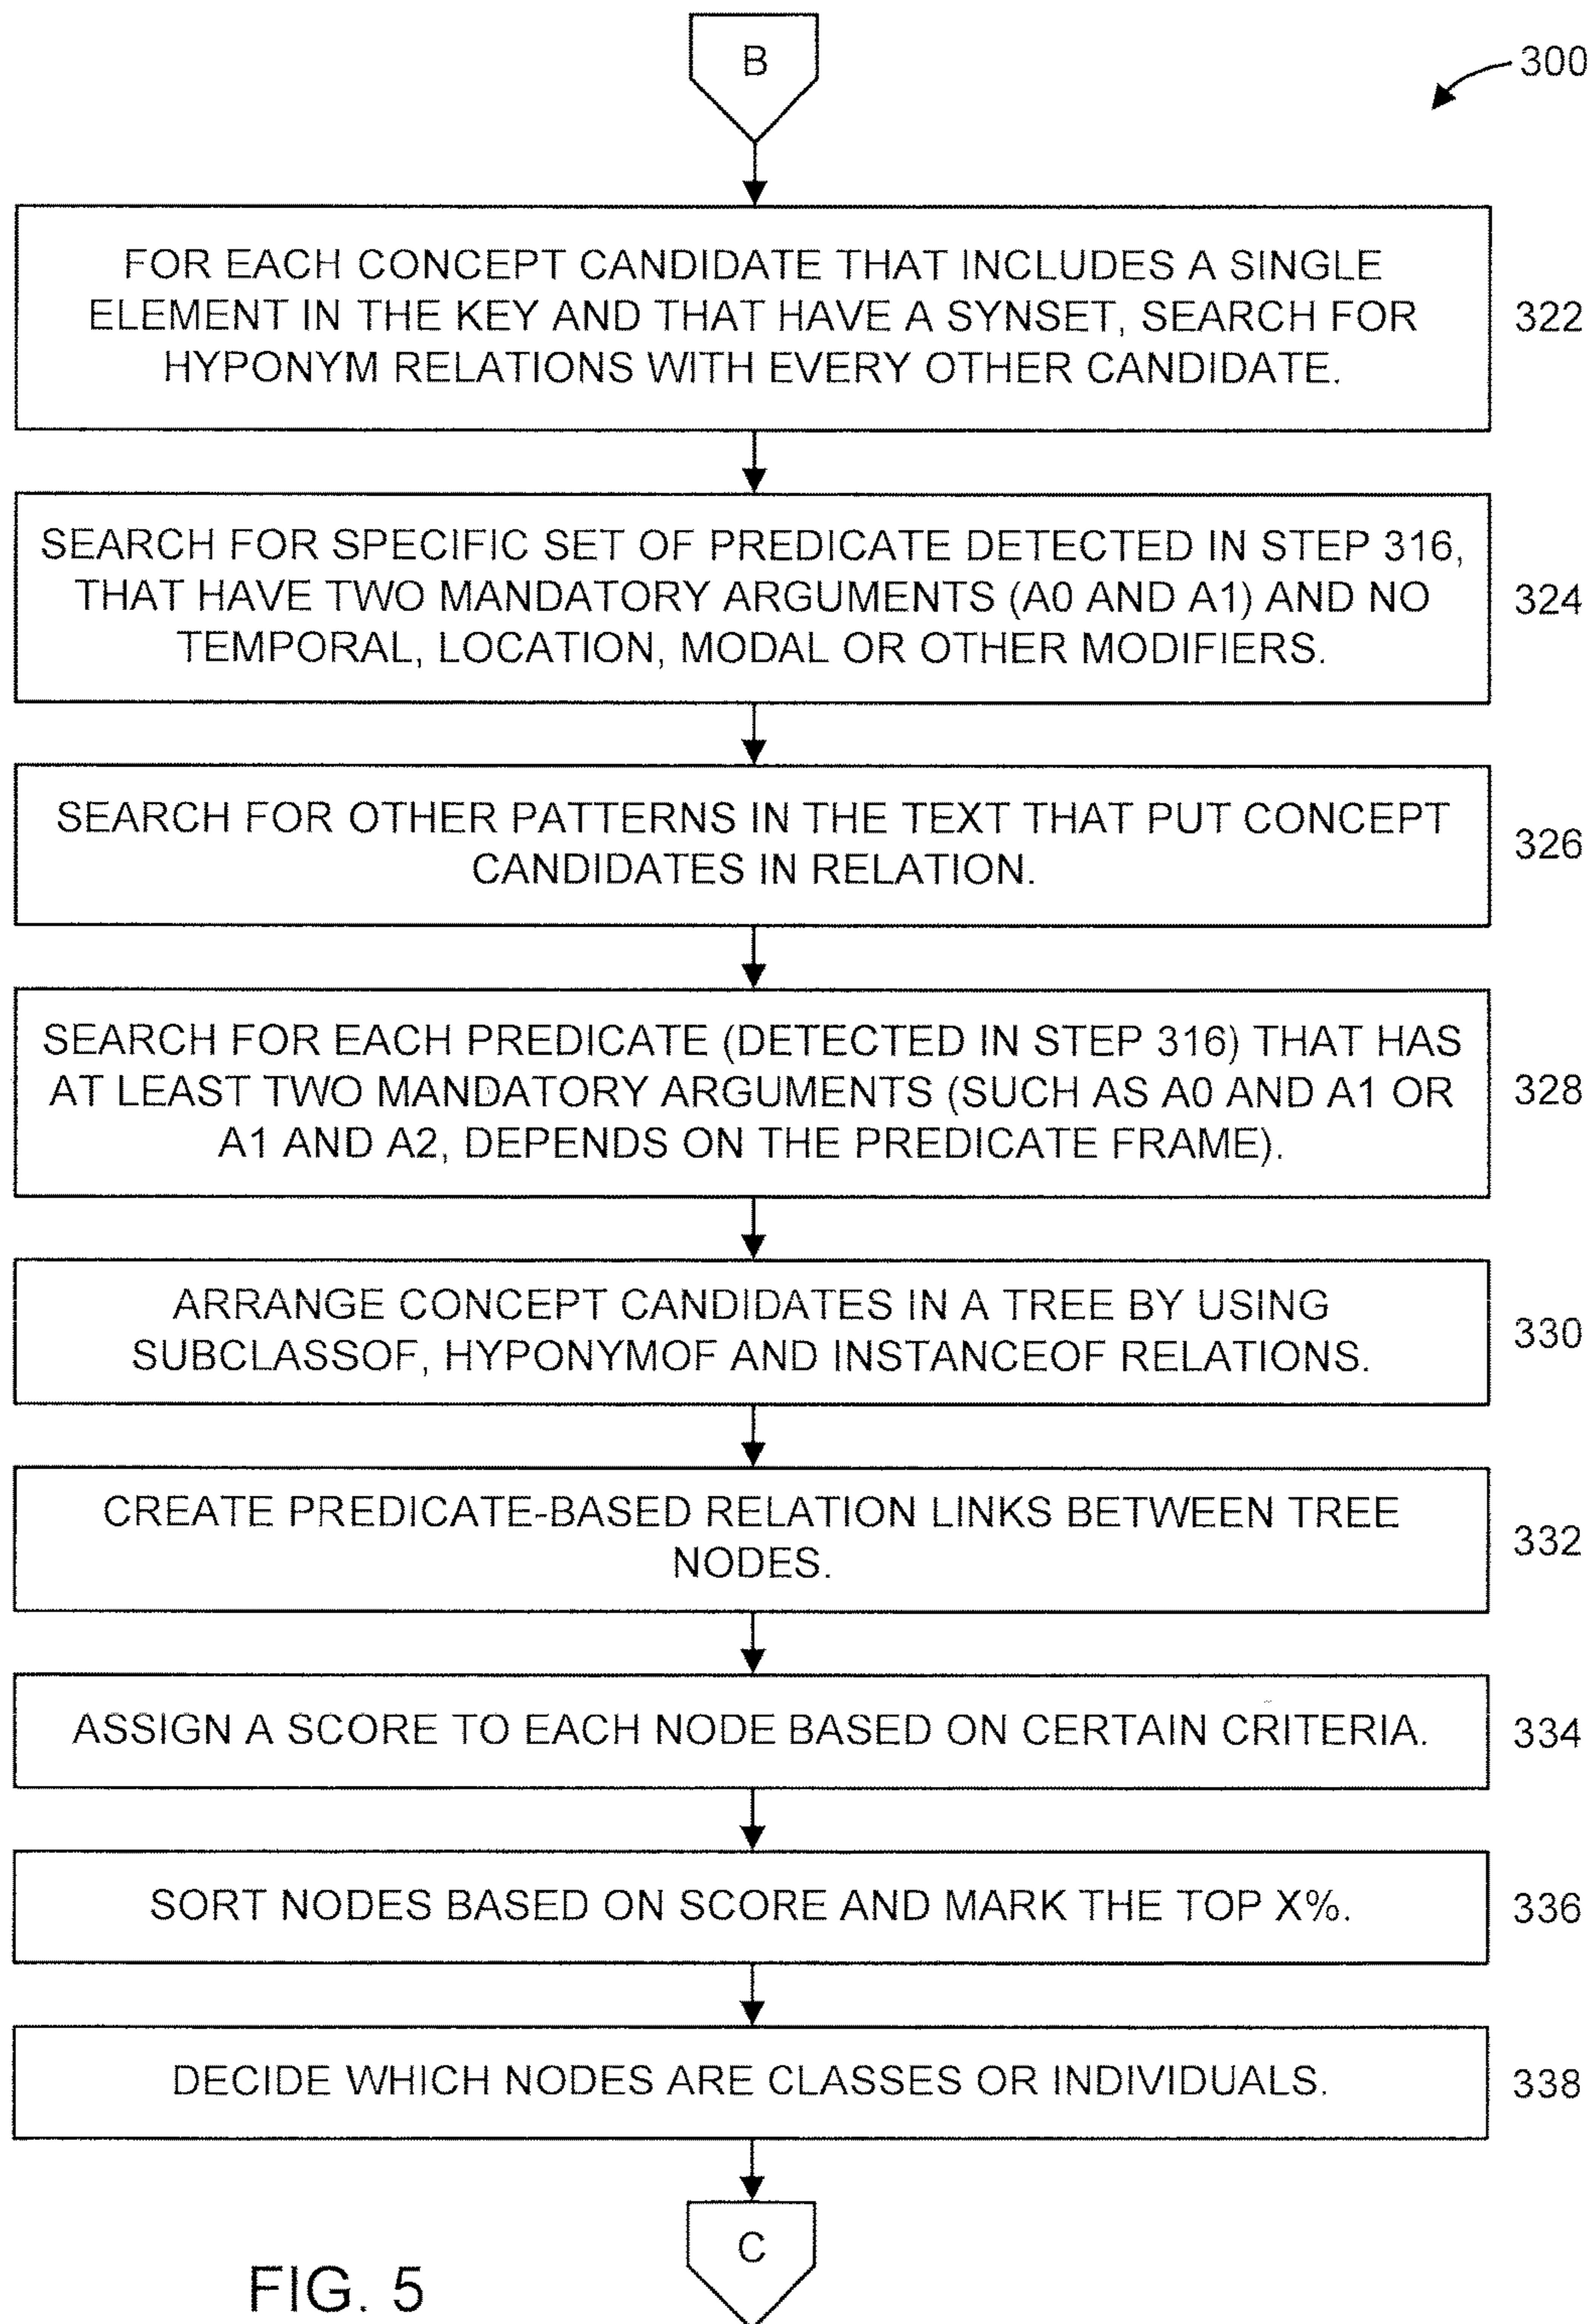 B
300
FOR EACH CONCEPT CANDIDATE THAT INCLUDES A SINGLE
ELEMENT IN THE KEY AND THAT HAVE A SYNSET, SEARCH FOR
HYPONYM RELATIONS WITH EVERY OTHER CANDIDATE.
322
SEARCH FOR SPECIFIC SET OF PREDICATE DETECTED IN STEP 316,
THAT HAVE TWO MANDATORY ARGUMENTS (A0 AND A1) AND NO
TEMPORAL, LOCATION, MODAL OR OTHER MODIFIERS.
324
SEARCH FOR OTHER PATTERNS IN THE TEXT THAT PUT CONCEPT
CANDIDATES IN RELATION.
326
SEARCH FOR EACH PREDICATE (DETECTED IN STEP 316) THAT HAS
AT LEAST TWO MANDATORY ARGUMENTS (SUCH AS A0 AND A1 OR
A1 AND A2, DEPENDS ON THE PREDICATE FRAME).
328
ARRANGE CONCEPT CANDIDATES IN A TREE BY USING
SUBCLASSOF, HYPONYMOF AND INSTANCEOF RELATIONS.
330
CREATE PREDICATE-BASED RELATION LINKS BETWEEN TREE
NODES.
332
ASSIGN A SCORE TO EACH NODE BASED ON CERTAIN CRITERIA.
334
SORT NODES BASED ON SCORE AND MARK THE TOP X%.
336
DECIDE WHICH NODES ARE CLASSES OR INDIVIDUALS.
338
C
FIG. 5